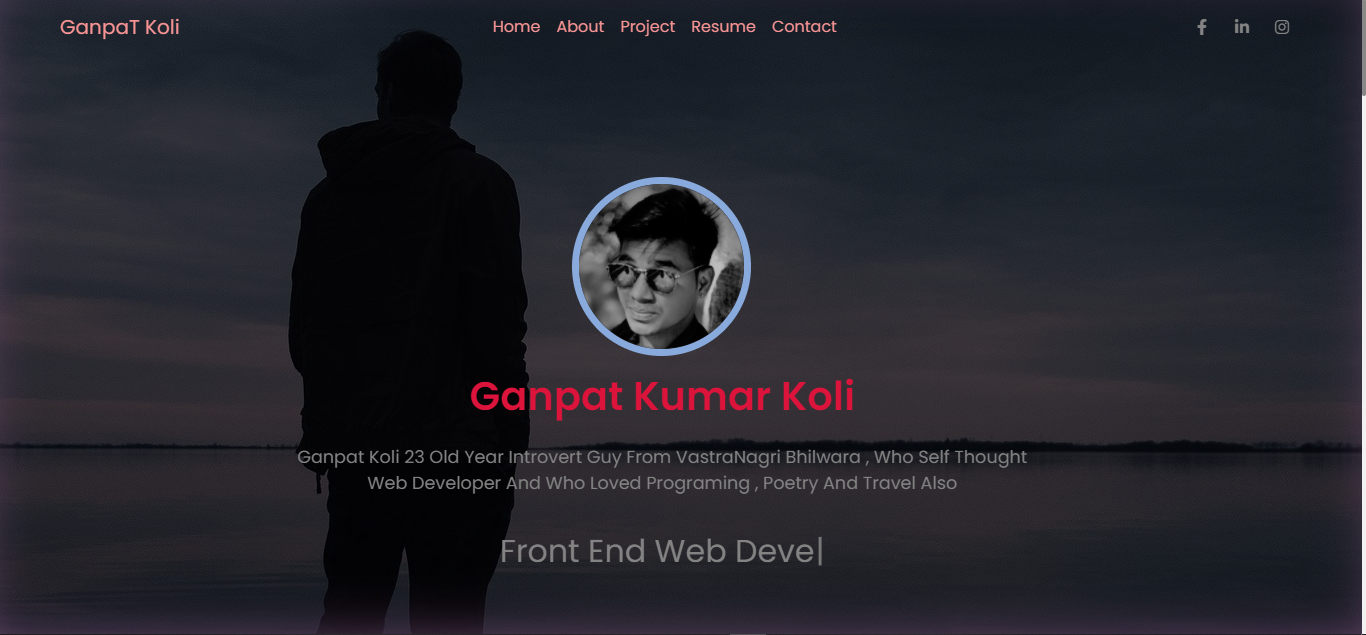 GanpaT Koli
Home About Project Resume Contact
Ganpat Kumar Koli
Ganpat Koli 23 Old Year Introvert Guy From VastraNagri Bhilwara , Who Self Thought
Web Developer And Who Loved Programing , Poetry And Travel Also
Front End Web Deve|